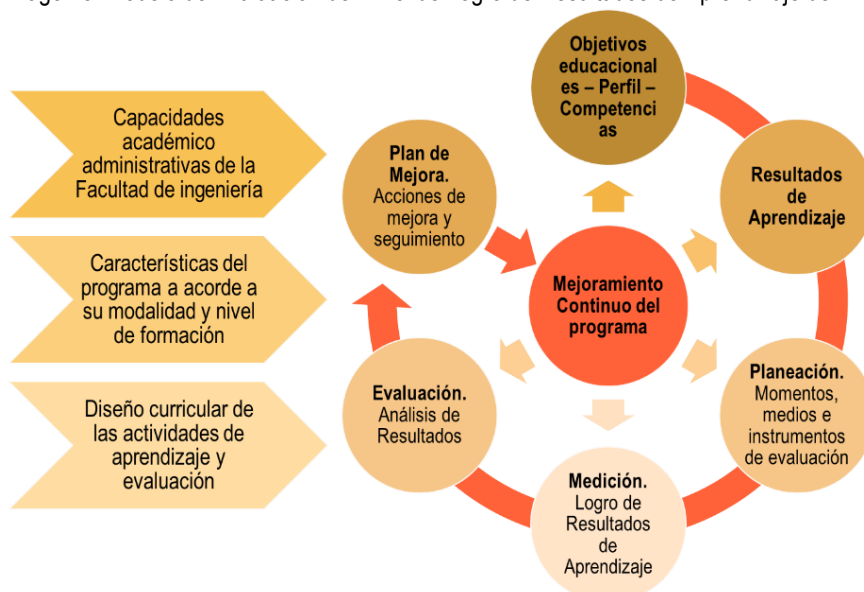 Capacidades
académico
administrativas de la
Facultad de ingeniería
Características del
programa a acorde a
su modalidad y nivel
de formación
Diseño curricular de
las actividades de
aprendizaje y
evaluación
Objetivos
educacional
es – Perfil –
Competenci
as
Resultados
de
Aprendizaje
Planeación.
Momentos,
medios e
instrumentos
de evaluación
Medición.
Logro de
Resultados
de
Aprendizaje
Evaluación.
Análisis de
Resultados
Plan de
Mejora.
Acciones de
mejora y
seguimiento
Mejoramiento
Continuo del
programa